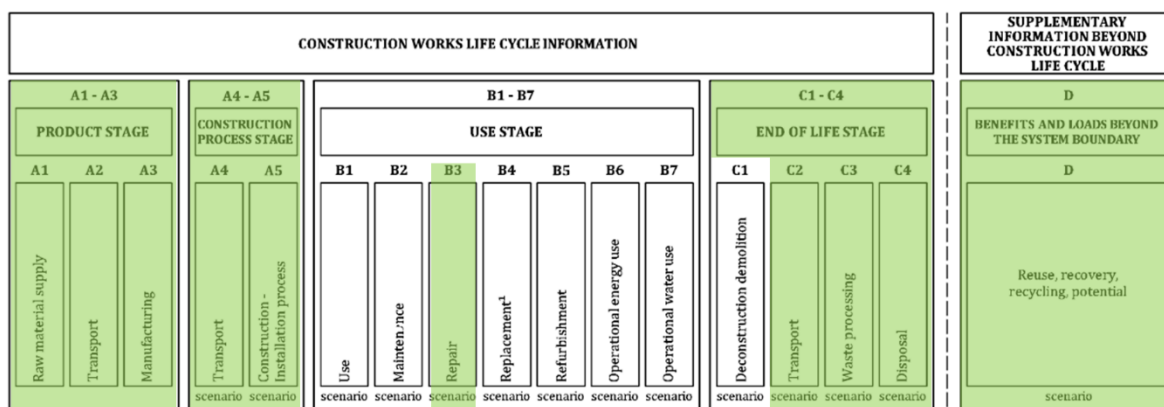 CONSTRUCTION WORKS LIFE CYCLE INFORMATION
SUPPLEMENTARY
INFORMATION BEYOND
CONSTRUCTION WORKS
LIFE CYCLE
A1 - A3
A4 - A5
B1 - B7
C1 - C4
D
PRODUCT STAGE
CONSTRUCTION
PROCESS STAGE
USE STAGE
END OF LIFE STAGE
BENEFITS AND LOADS BEYOND
THE SYSTEM BOUNDARY
A1
A2
A3
A4
A5
B1
B2
B3
B4
B5
B6
B7
C1
C2
C3
C4
D
Raw material supply
Transport
Manufacturing
Transport
Construction -
Installation process
Use
Maintenance
Repair
Replacement¹
Refurbishment
Operational energy use
Operational water use
Deconstruction demolition
Transport
Waste processing
Disposal
Reuse, recovery,
recycling, potential
scenario
scenario
scenario
scenario
scenario
scenario
scenario
scenario
scenario
scenario
scenario
scenario
scenario
scenario